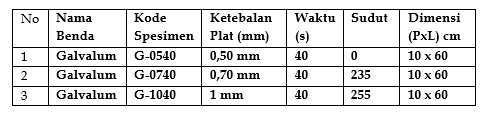 No Nama Benda Kode Spesimen Ketebalan Plat (mm) Waktu (s) Sudut Dimensi (PxL) cm
1 Galvalum G-0540 0,50 mm 40 0 10 x 60
2 Galvalum G-0740 0,70 mm 40 235 10 x 60
3 Galvalum G-1040 1 mm 40 255 10 x 60